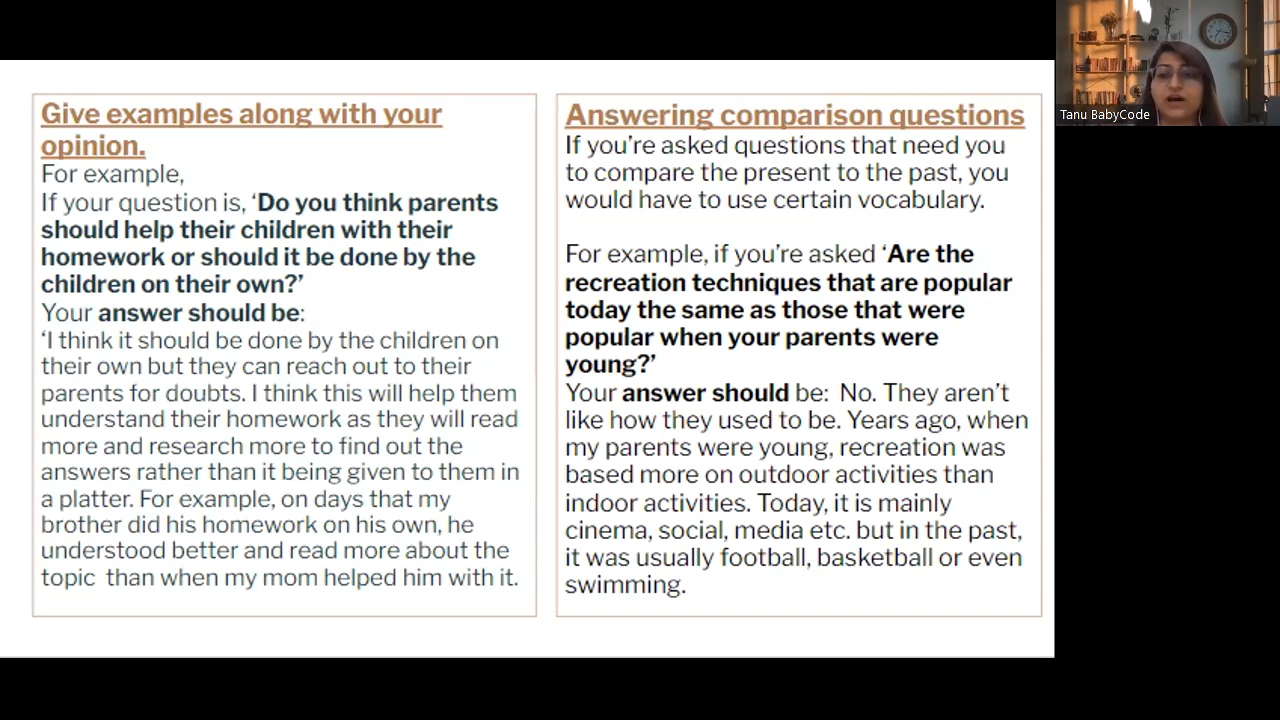 Give examples along with your
opinion.
For example,
If your question is, ‘Do you think parents
should help their children with their
homework or should it be done by the
children on their own?’
Your answer should be:
‘I think it should be done by the children on
their own but they can reach out to their
parents for doubts. I think this will help them
understand their homework as they will read
more and research more to find out the
answers rather than it being given to them in
a platter. For example, on days that my
brother did his homework on his own, he
understood better and read more about the
topic than when my mom helped him with it.
Answering comparison questions
If you’re asked questions that need you
to compare the present to the past, you
would have to use certain vocabulary.
For example, if you’re asked ‘Are the
recreation techniques that are popular
today the same as those that were
popular when your parents were
young?’
Your answer should be: No. They aren’t
like how they used to be. Years ago, when
my parents were young, recreation was
based more on outdoor activities than
indoor activities. Today, it is mainly
cinema, social, media etc. but in the past,
it was usually football, basketball or even
swimming.
Tanu BabyCode